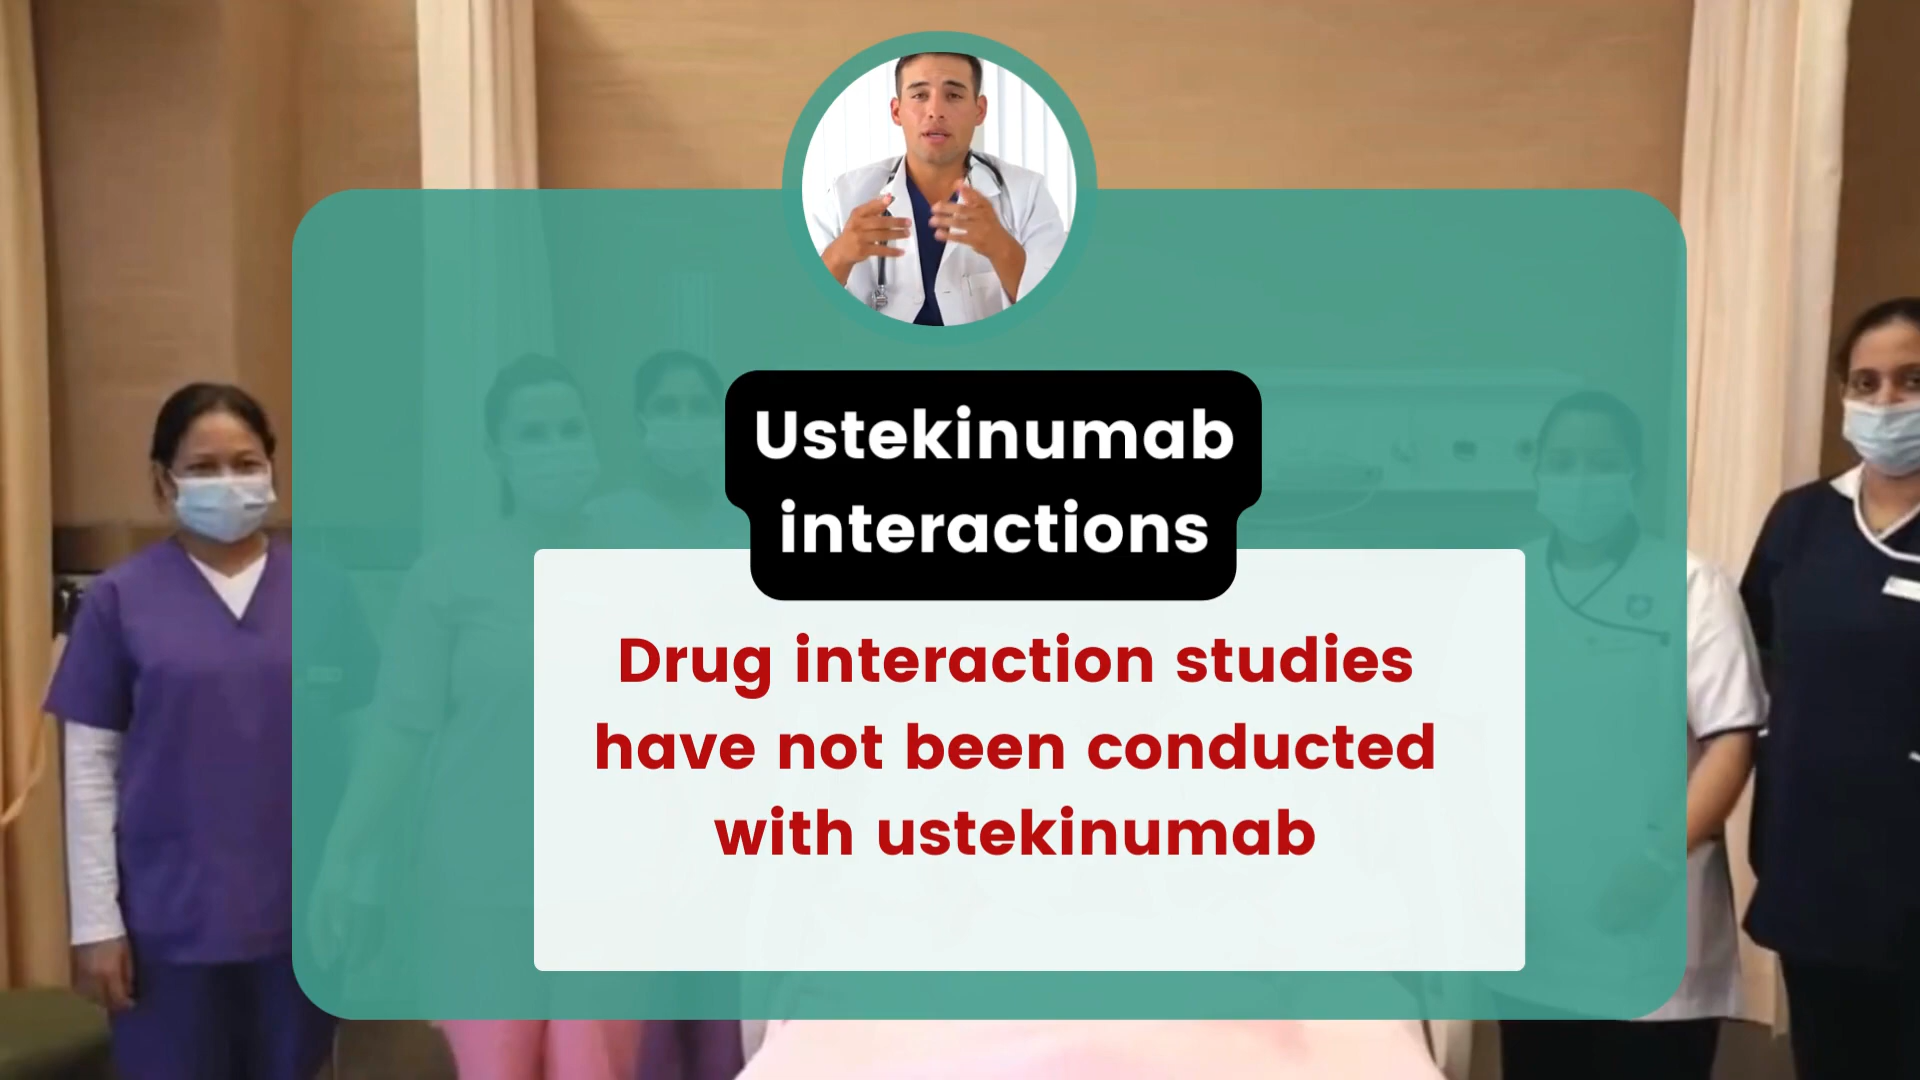 Ustekinumab
interactions
Drug interaction studies
have not been conducted
with ustekinumab